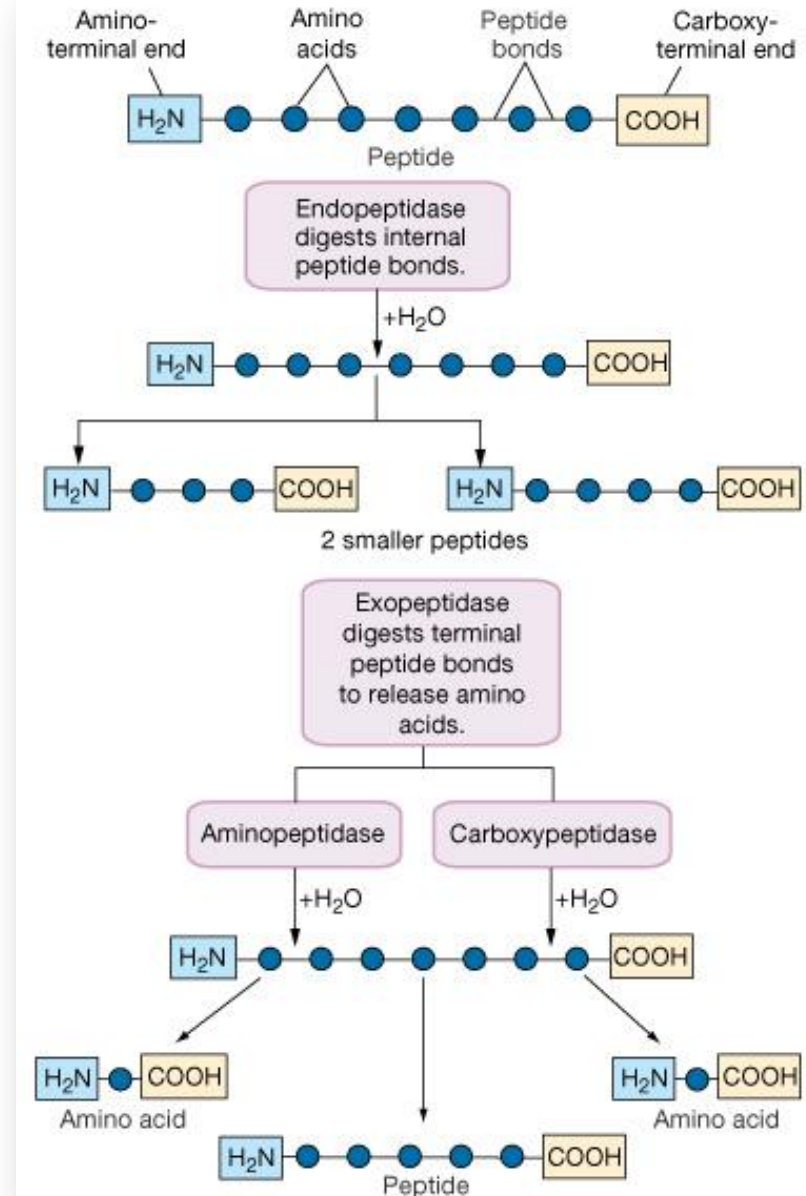 Amino-
terminal end
Amino
acids
Peptide
bonds
Carboxy-
terminal end
H₂N
COOH
Peptide
Endopeptidase
digests internal
peptide bonds.
+H₂O
H₂N
COOH
H₂N
COOH
H₂N
COOH
2 smaller peptides
Exopeptidase
digests terminal
peptide bonds
to release amino
acids.
Aminopeptidase
Carboxypeptidase
+H₂O
+H₂O
H₂N
COOH
H₂N
COOH
Amino acid
H₂N
COOH
Amino acid
H₂N
COOH
Peptide